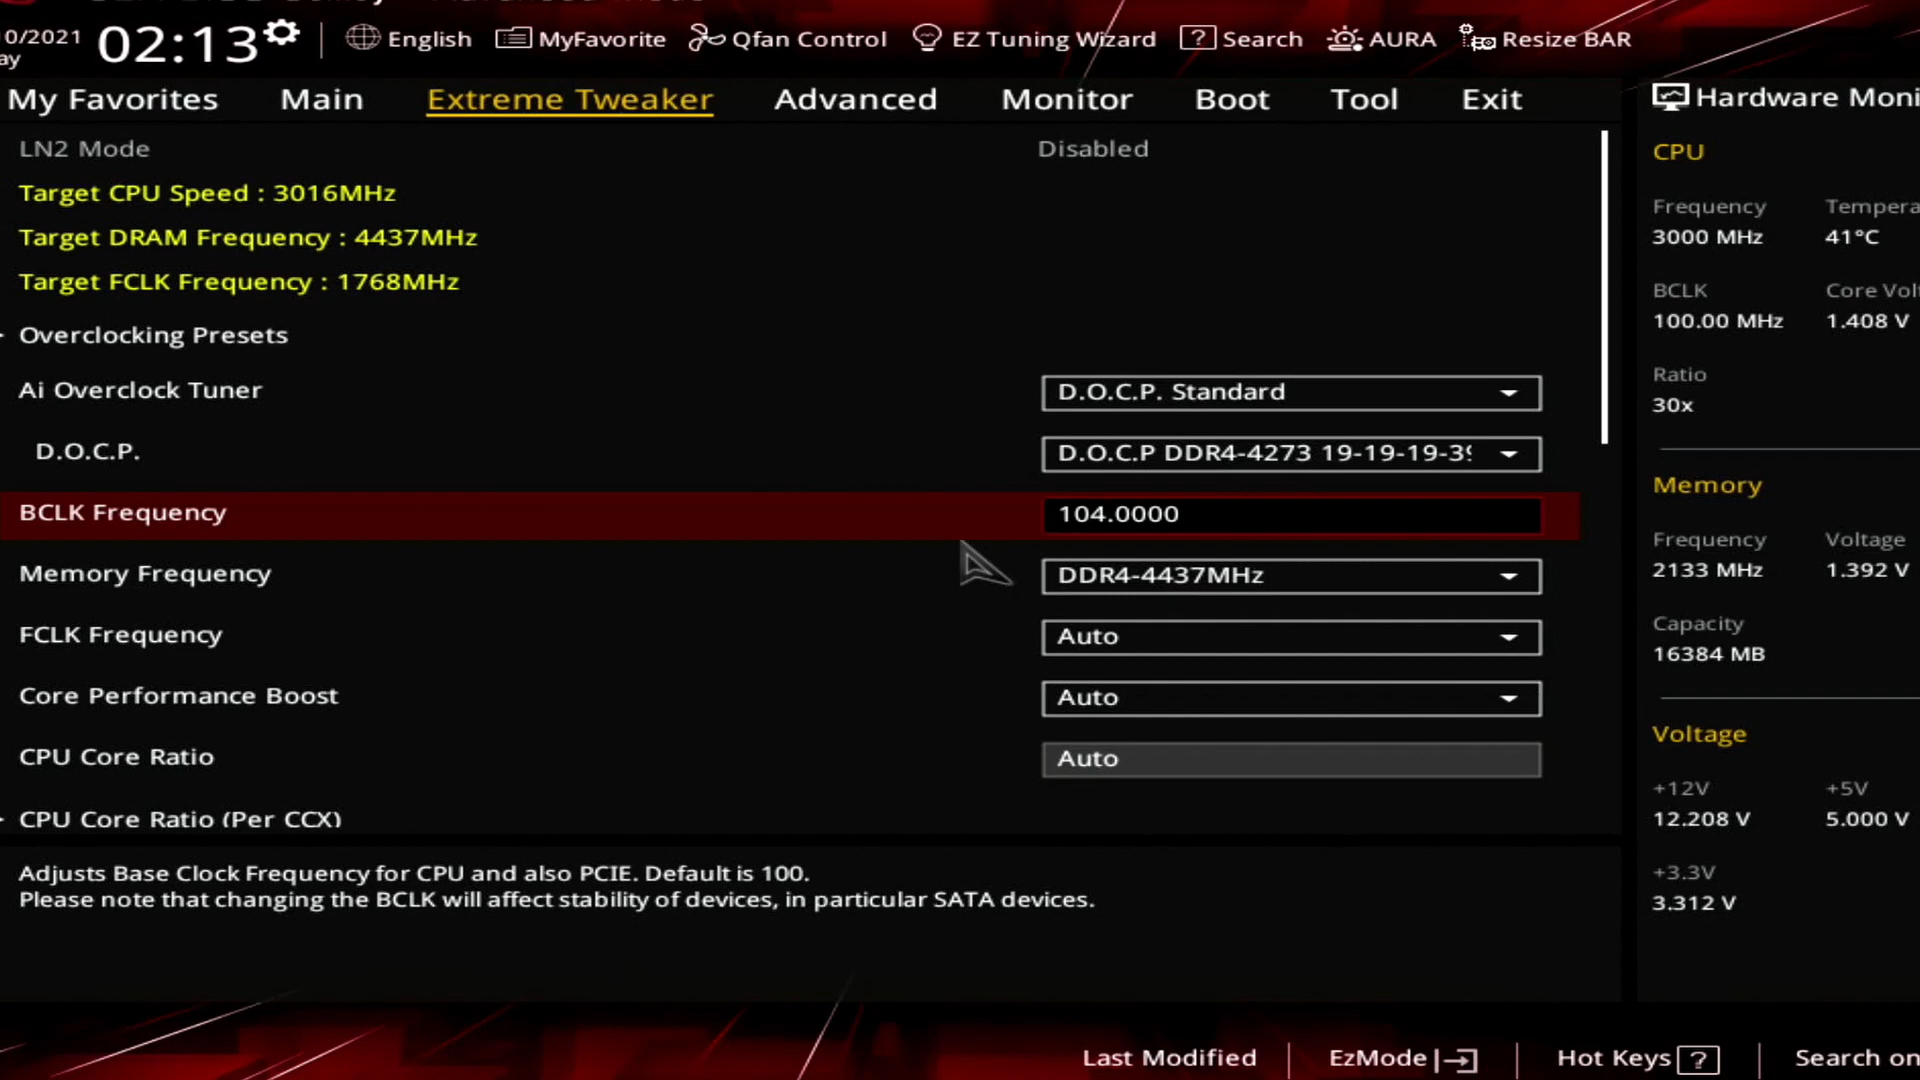 0/2021
ay
02:13
English
MyFavorite
Qfan Control
EZ Tuning Wizard
? Search
AURA
Resize BAR
My Favorites
Main
Extreme Tweaker
Advanced
Monitor
Boot
Tool
Exit
Hardware Moni
LN2 Mode
Disabled
Target CPU Speed : 3016MHz
Target DRAM Frequency : 4437MHz
Target FCLK Frequency : 1768MHz
Overclocking Presets
Ai Overclock Tuner
D.O.C.P. Standard
D.O.C.P.
D.O.C.P DDR4-4273 19-19-19-39
BCLK Frequency
104.0000
Memory Frequency
DDR4-4437MHz
FCLK Frequency
Auto
Core Performance Boost
Auto
CPU Core Ratio
Auto
CPU Core Ratio (Per CCX)
Adjusts Base Clock Frequency for CPU and also PCIE. Default is 100.
Please note that changing the BCLK will affect stability of devices, in particular SATA devices.
CPU
Frequency
Tempera
3000 MHz
41°C
BCLK
Core Volt
100.00 MHz
1.408 V
Ratio
30x
Memory
Frequency
Voltage
2133 MHz
1.392 V
Capacity
16384 MB
Voltage
+12V
+5V
12.208 V
5.000 V
+3.3V
3.312 V
Last Modified
EzMode
Hot Keys ?
Search on